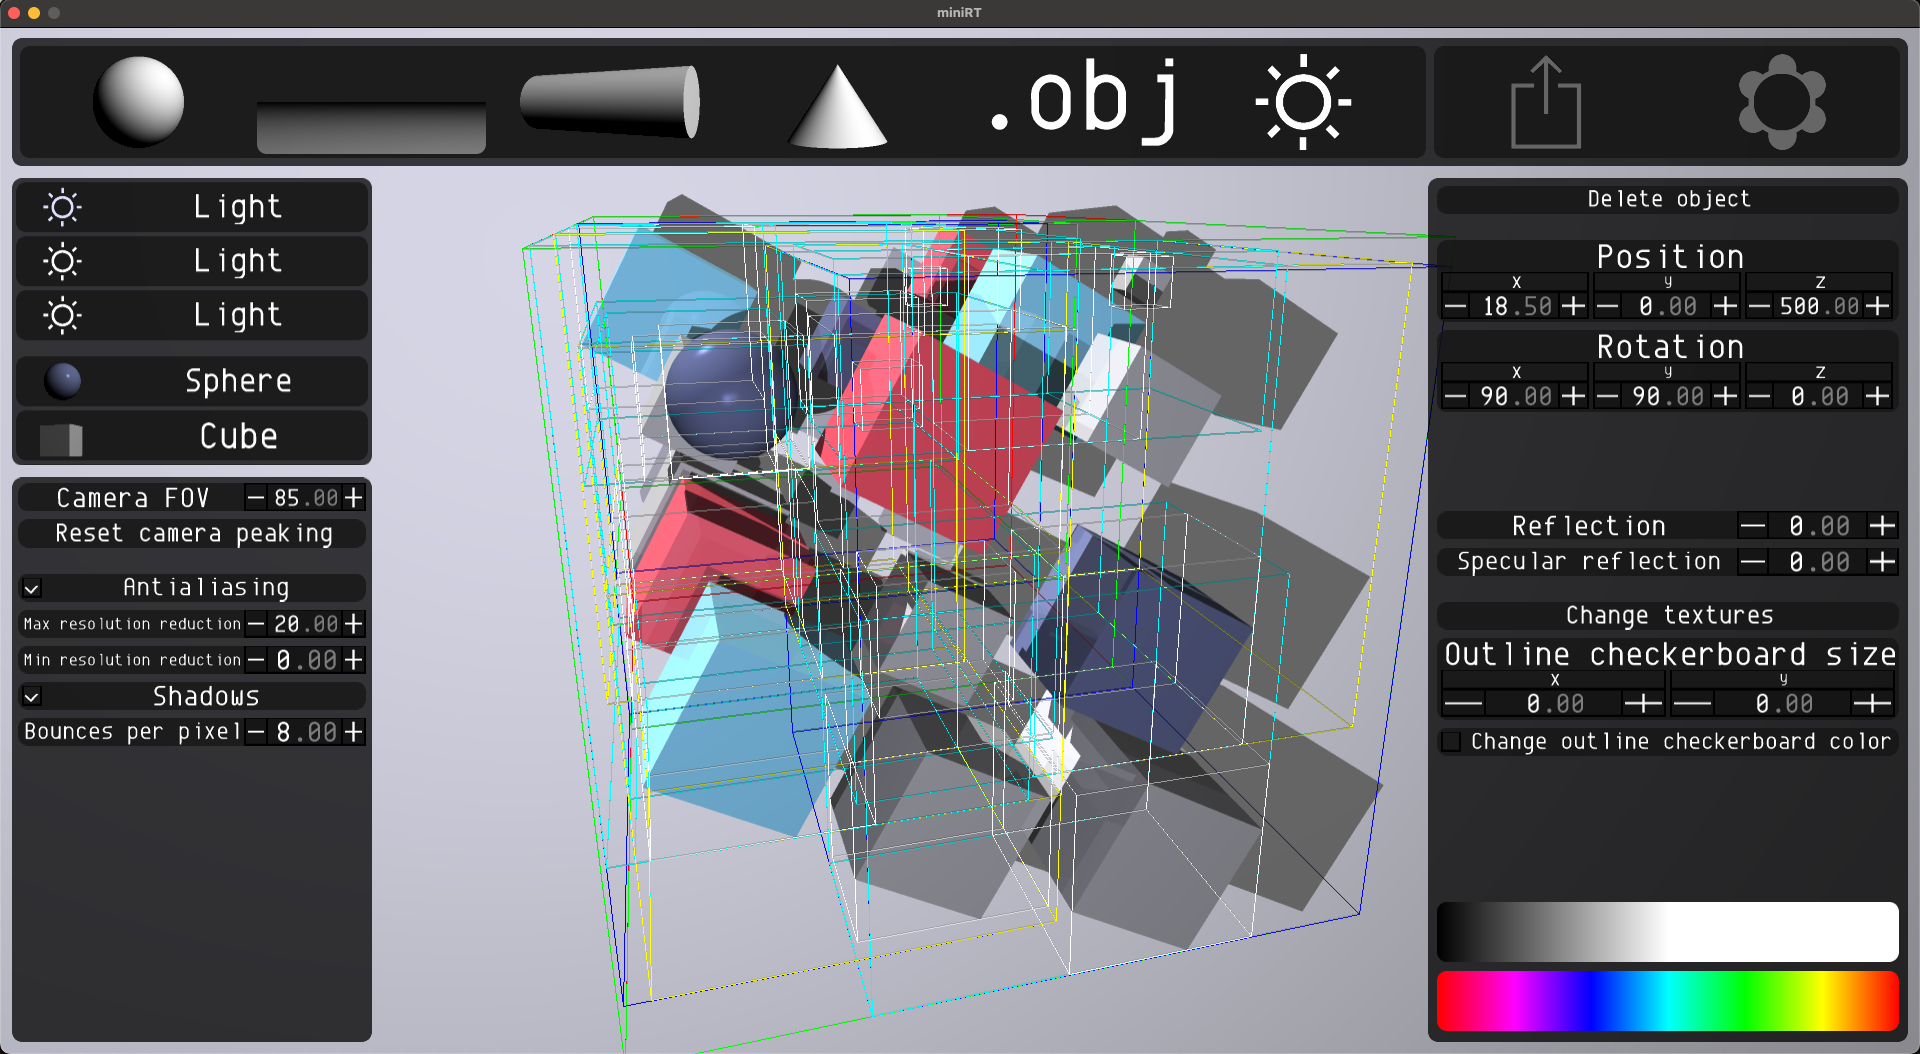 miniRT
.obj
Light
Light
Light
Sphere
Cube
Camera FOV − 85.00 +
Reset camera peaking
Antialiasing
Max resolution reduction − 20.00 +
Min resolution reduction − 0.00 +
Shadows
Bounces per pixel − 8.00 +
Delete object
Position
x y z
− 18.50 + − 0.00 + − 500.00 +
Rotation
x y z
− 90.00 + − 90.00 + − 0.00 +
Reflection − 0.00 +
Specular reflection − 0.00 +
Change textures
Outline checkerboard size
x y
− 0.00 + − 0.00 +
Change outline checkerboard color